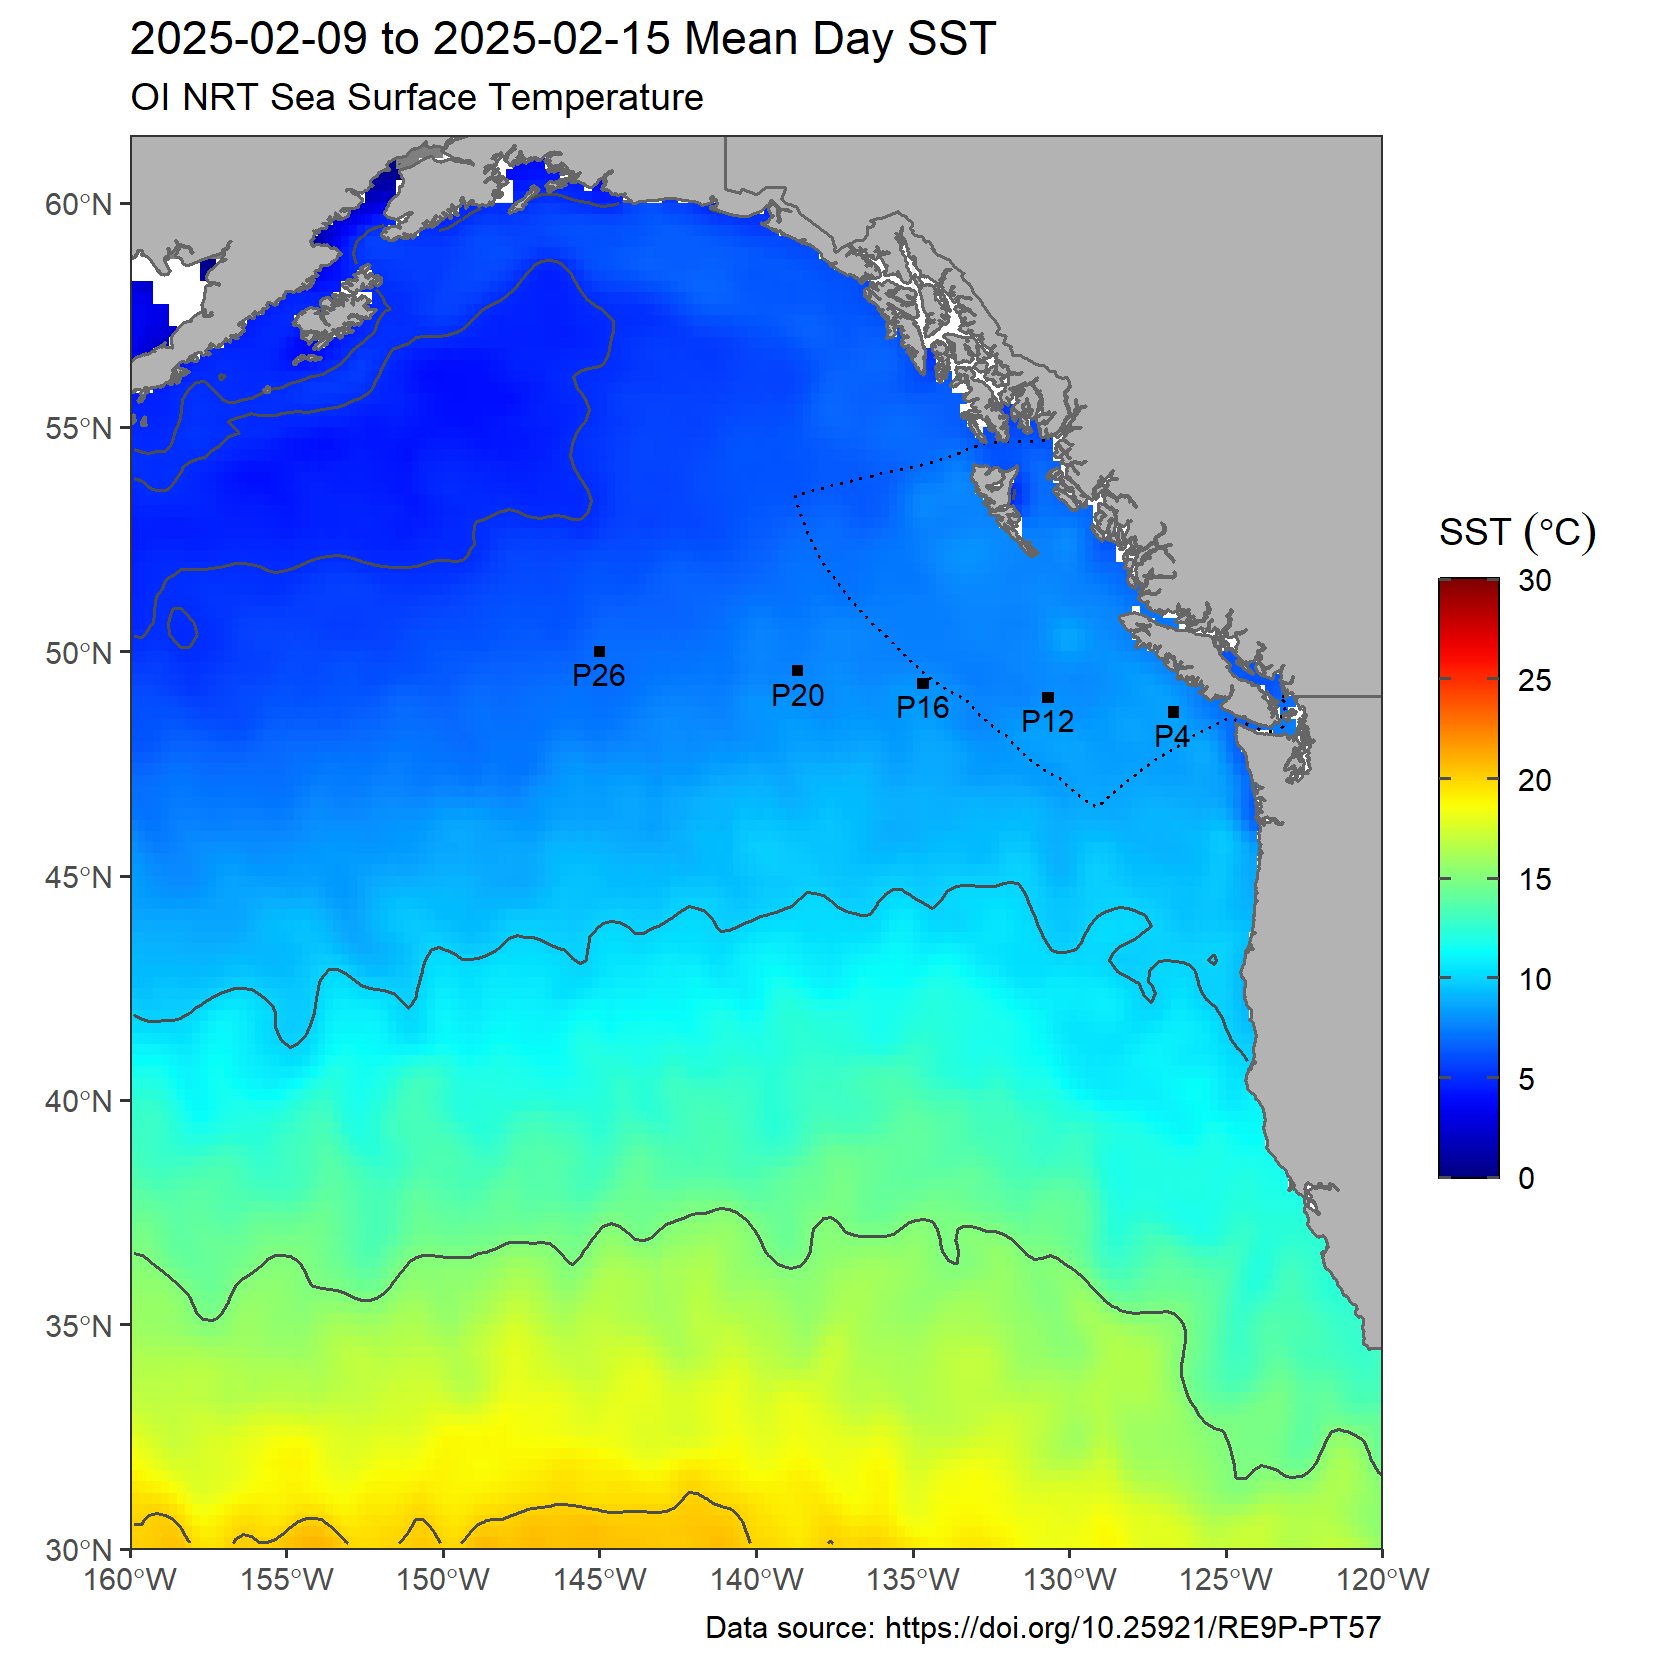 2025-02-09 to 2025-02-15 Mean Day SST
OI NRT Sea Surface Temperature
60°N
55°N
50°N
45°N
40°N
35°N
30°N
P26
P20
P16
P12
P4
160°W
155°W
150°W
145°W
140°W
135°W
130°W
125°W
120°W
SST (°C)
30
25
20
15
10
5
0
Data source: https://doi.org/10.25921/RE9P-PT57